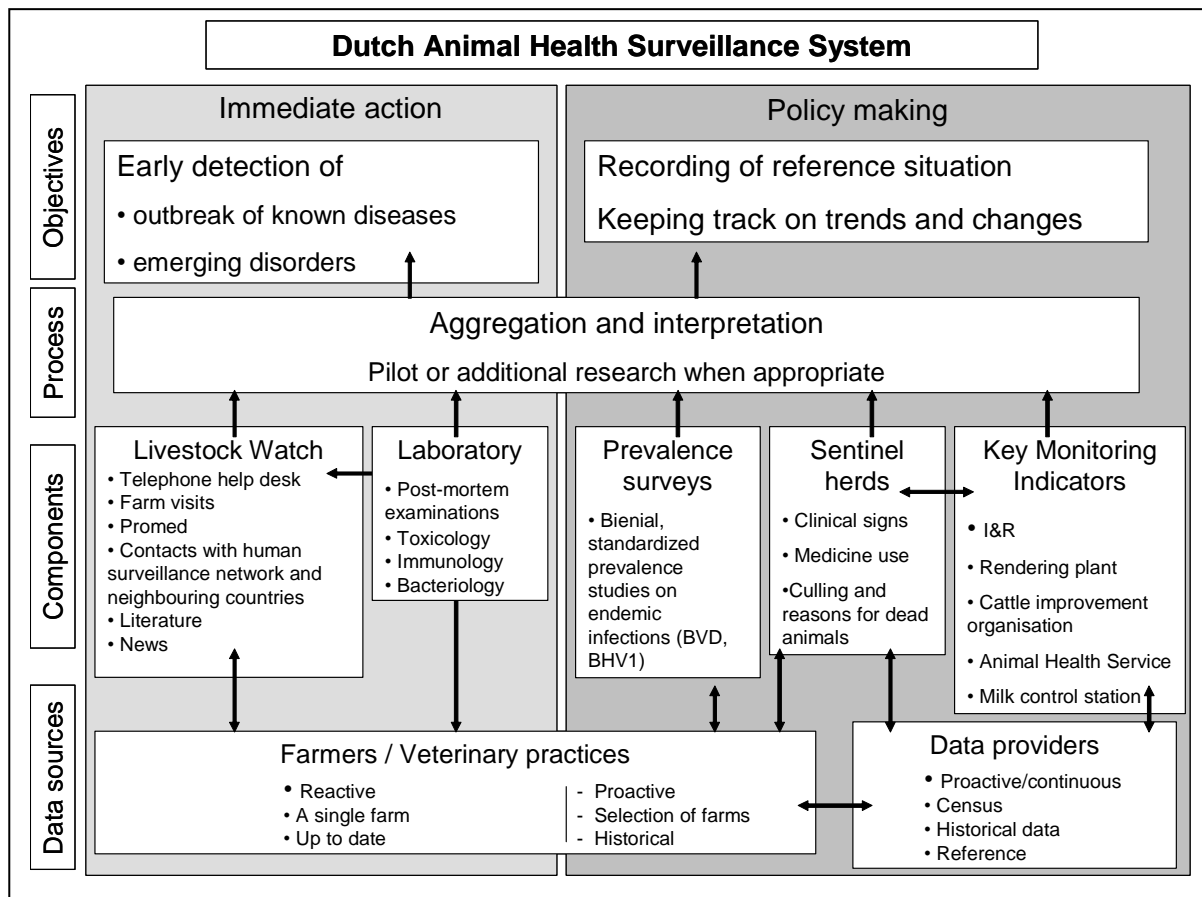 Dutch Animal Health Surveillance System
Objectives
Immediate action
Early detection of
• outbreak of known diseases
• emerging disorders
Policy making
Recording of reference situation
Keeping track on trends and changes
Process
Aggregation and interpretation
Pilot or additional research when appropriate
Components
Livestock Watch
• Telephone help desk
• Farm visits
• Promed
• Contacts with human
surveillance network and
neighbouring countries
• Literature
• News
Laboratory
• Post-mortem
examinations
• Toxicology
• Immunology
• Bacteriology
Prevalence
surveys
• Bienial,
standardized
prevalence
studies on
endemic
infections (BVD,
BHV1)
Sentinel
herds
• Clinical signs
• Medicine use
•Culling and
reasons for dead
animals
Key Monitoring
Indicators
• I&R
• Rendering plant
• Cattle improvement
organisation
• Animal Health Service
• Milk control station
Data sources
Farmers / Veterinary practices
• Reactive
• A single farm
• Up to date
- Proactive
- Selection of farms
- Historical
Data providers
• Proactive/continuous
• Census
• Historical data
• Reference